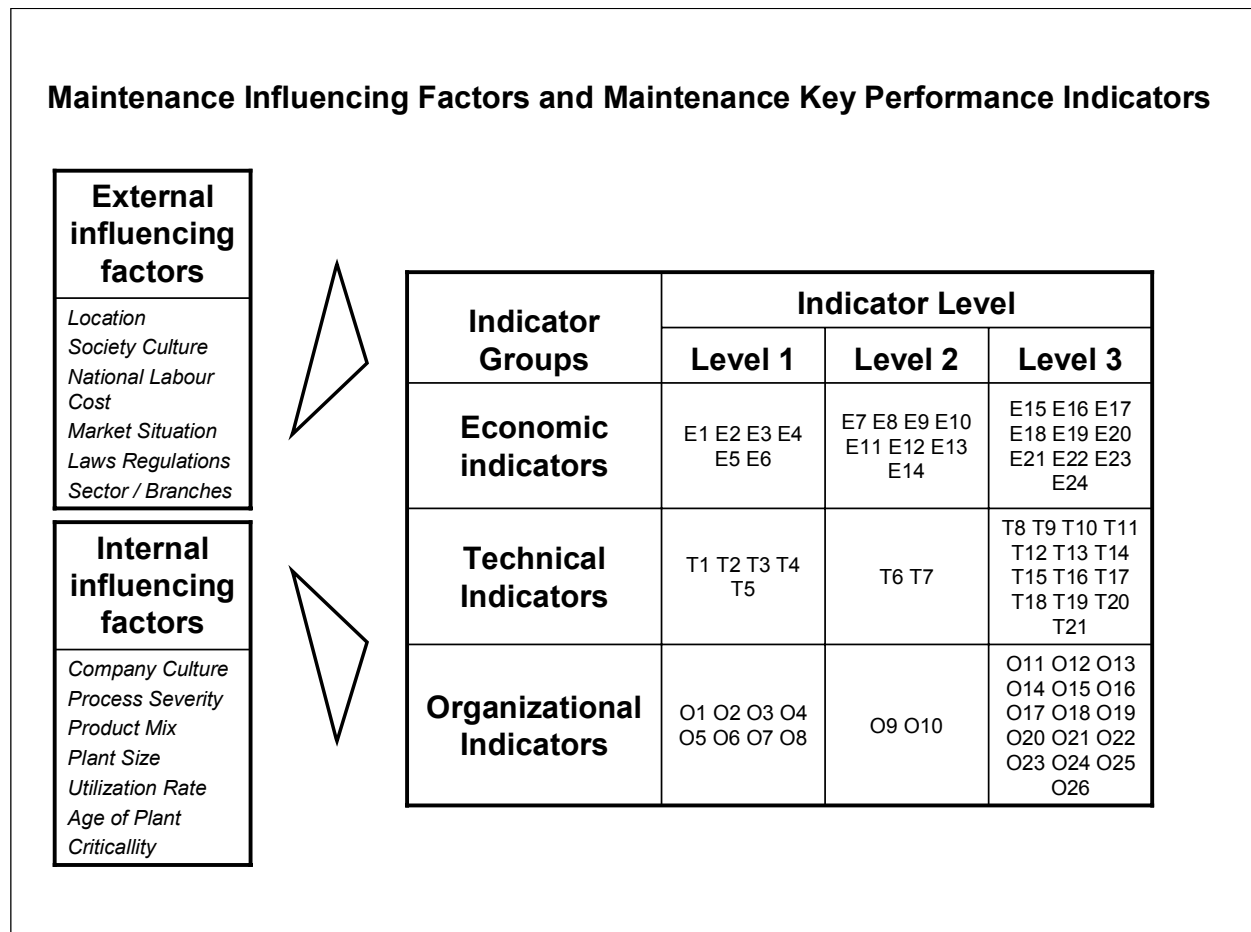 Maintenance Influencing Factors and Maintenance Key Performance Indicators
External
influencing
factors
Location
Society Culture
National Labour
Cost
Market Situation
Laws Regulations
Sector / Branches
Internal
influencing
factors
Company Culture
Process Severity
Product Mix
Plant Size
Utilization Rate
Age of Plant
Criticallity
Indicator
Groups
Indicator Level
Level 1
Level 2
Level 3
Economic
indicators
E1 E2 E3 E4
E5 E6
E7 E8 E9 E10
E11 E12 E13
E14
E15 E16 E17
E18 E19 E20
E21 E22 E23
E24
Technical
Indicators
T1 T2 T3 T4
T5
T6 T7
T8 T9 T10 T11
T12 T13 T14
T15 T16 T17
T18 T19 T20
T21
Organizational
Indicators
O1 O2 O3 O4
O5 O6 O7 O8
O9 O10
O11 O12 O13
O14 O15 O16
O17 O18 O19
O20 O21 O22
O23 O24 O25
O26